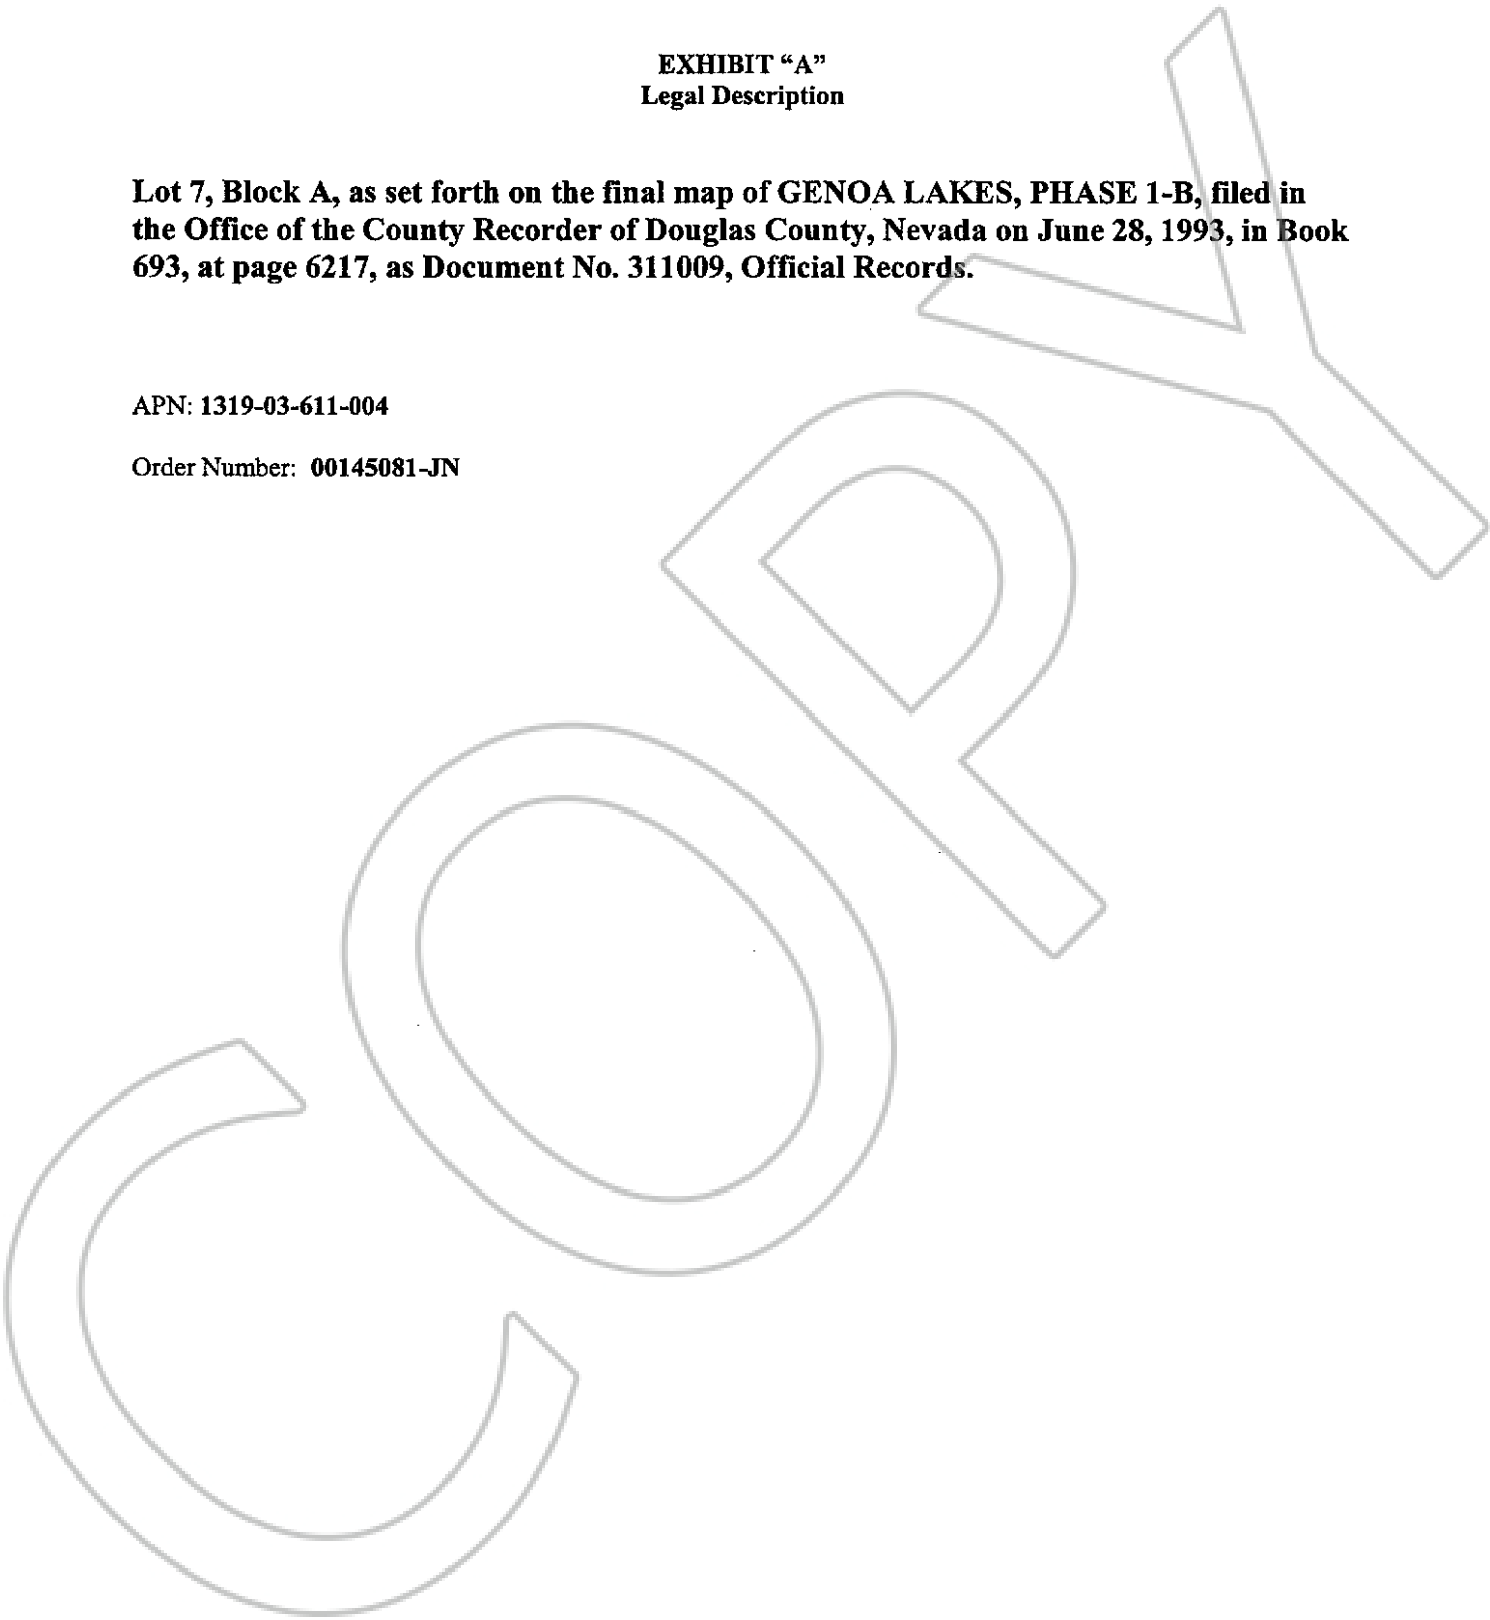 EXHIBIT “A”
Legal Description
Lot 7, Block A, as set forth on the final map of GENOA LAKES, PHASE 1-B, filed in
the Office of the County Recorder of Douglas County, Nevada on June 28, 1993, in Book
693, at page 6217, as Document No. 311009, Official Records.
APN: 1319-03-611-004
Order Number: 00145081-JN
COPY